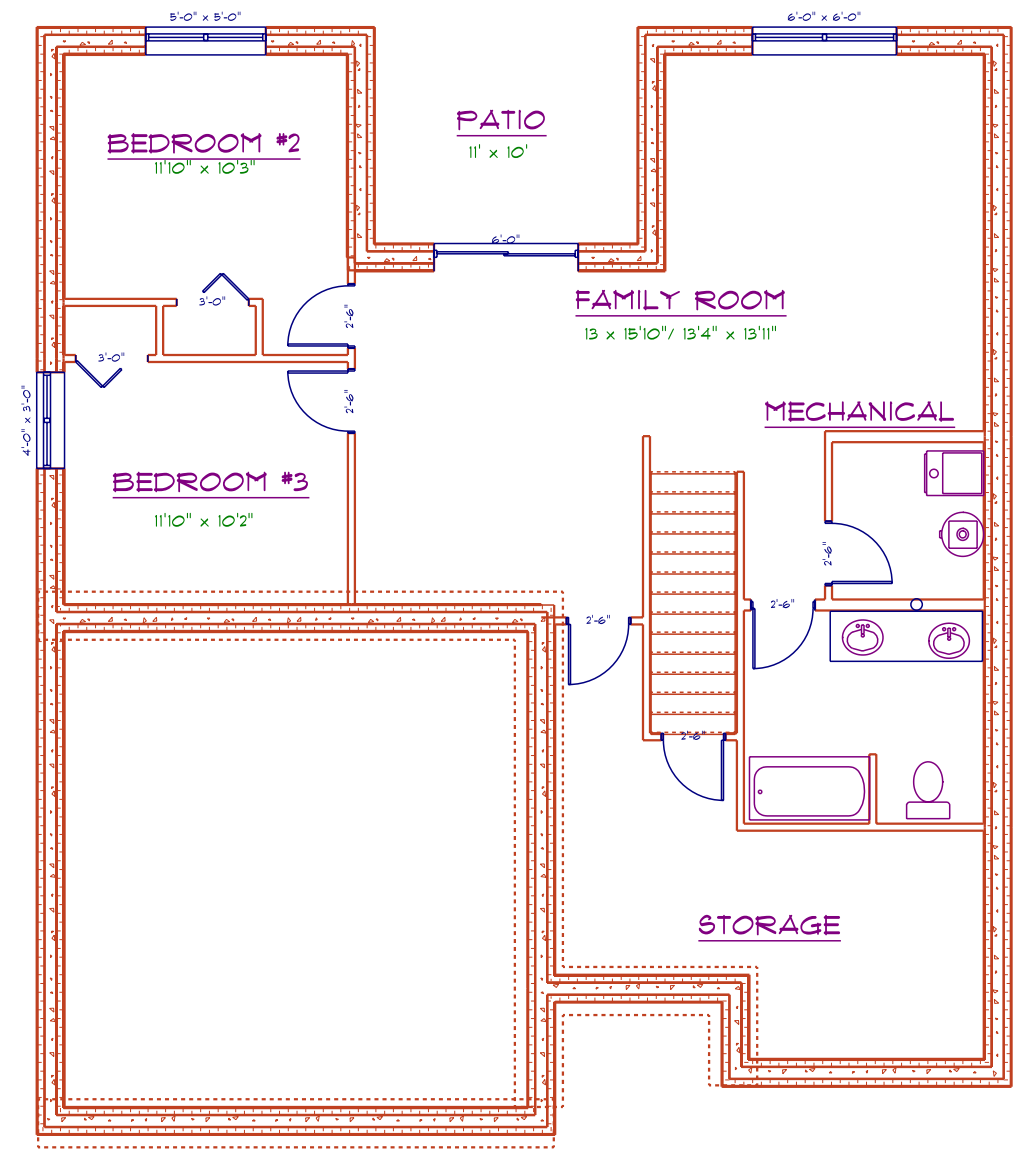 5'-0" x 5'-0"
6'-0" x 6'-0"
PATIO
11' x 10'
BEDROOM #2
11'10" x 10'3"
6'-0"
FAMILY ROOM
13 x 15'10"/ 13'4" x 13'11"
3'-0"
2'-6"
3'-0"
2'-6"
4'-0" x 3'-0"
MECHANICAL
BEDROOM #3
11'10" x 10'2"
2'-6"
2'-6"
2'-6"
2'-6"
STORAGE